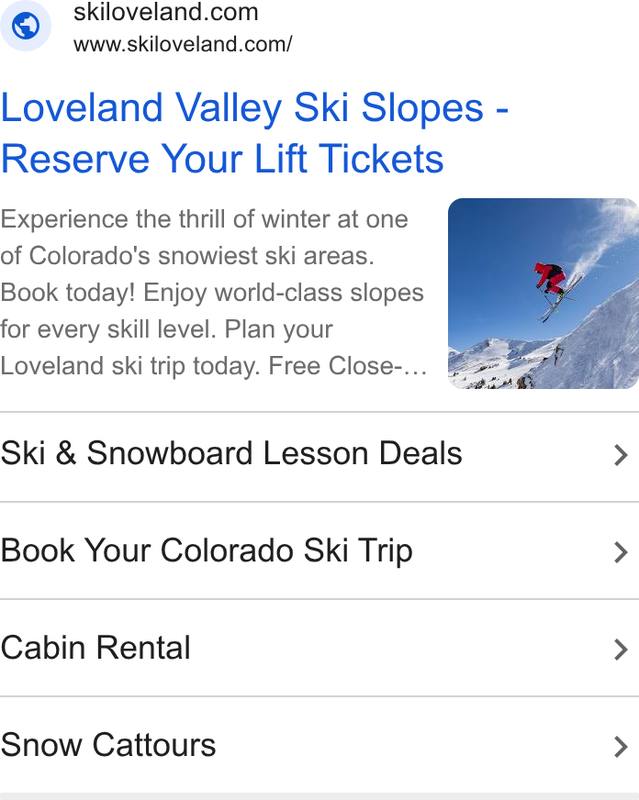 skiloveland.com
www.skiloveland.com/
Loveland Valley Ski Slopes -
Reserve Your Lift Tickets
Experience the thrill of winter at one
of Colorado's snowiest ski areas.
Book today! Enjoy world-class slopes
for every skill level. Plan your
Loveland ski trip today. Free Close-...
Ski & Snowboard Lesson Deals
Book Your Colorado Ski Trip
Cabin Rental
Snow Cattours